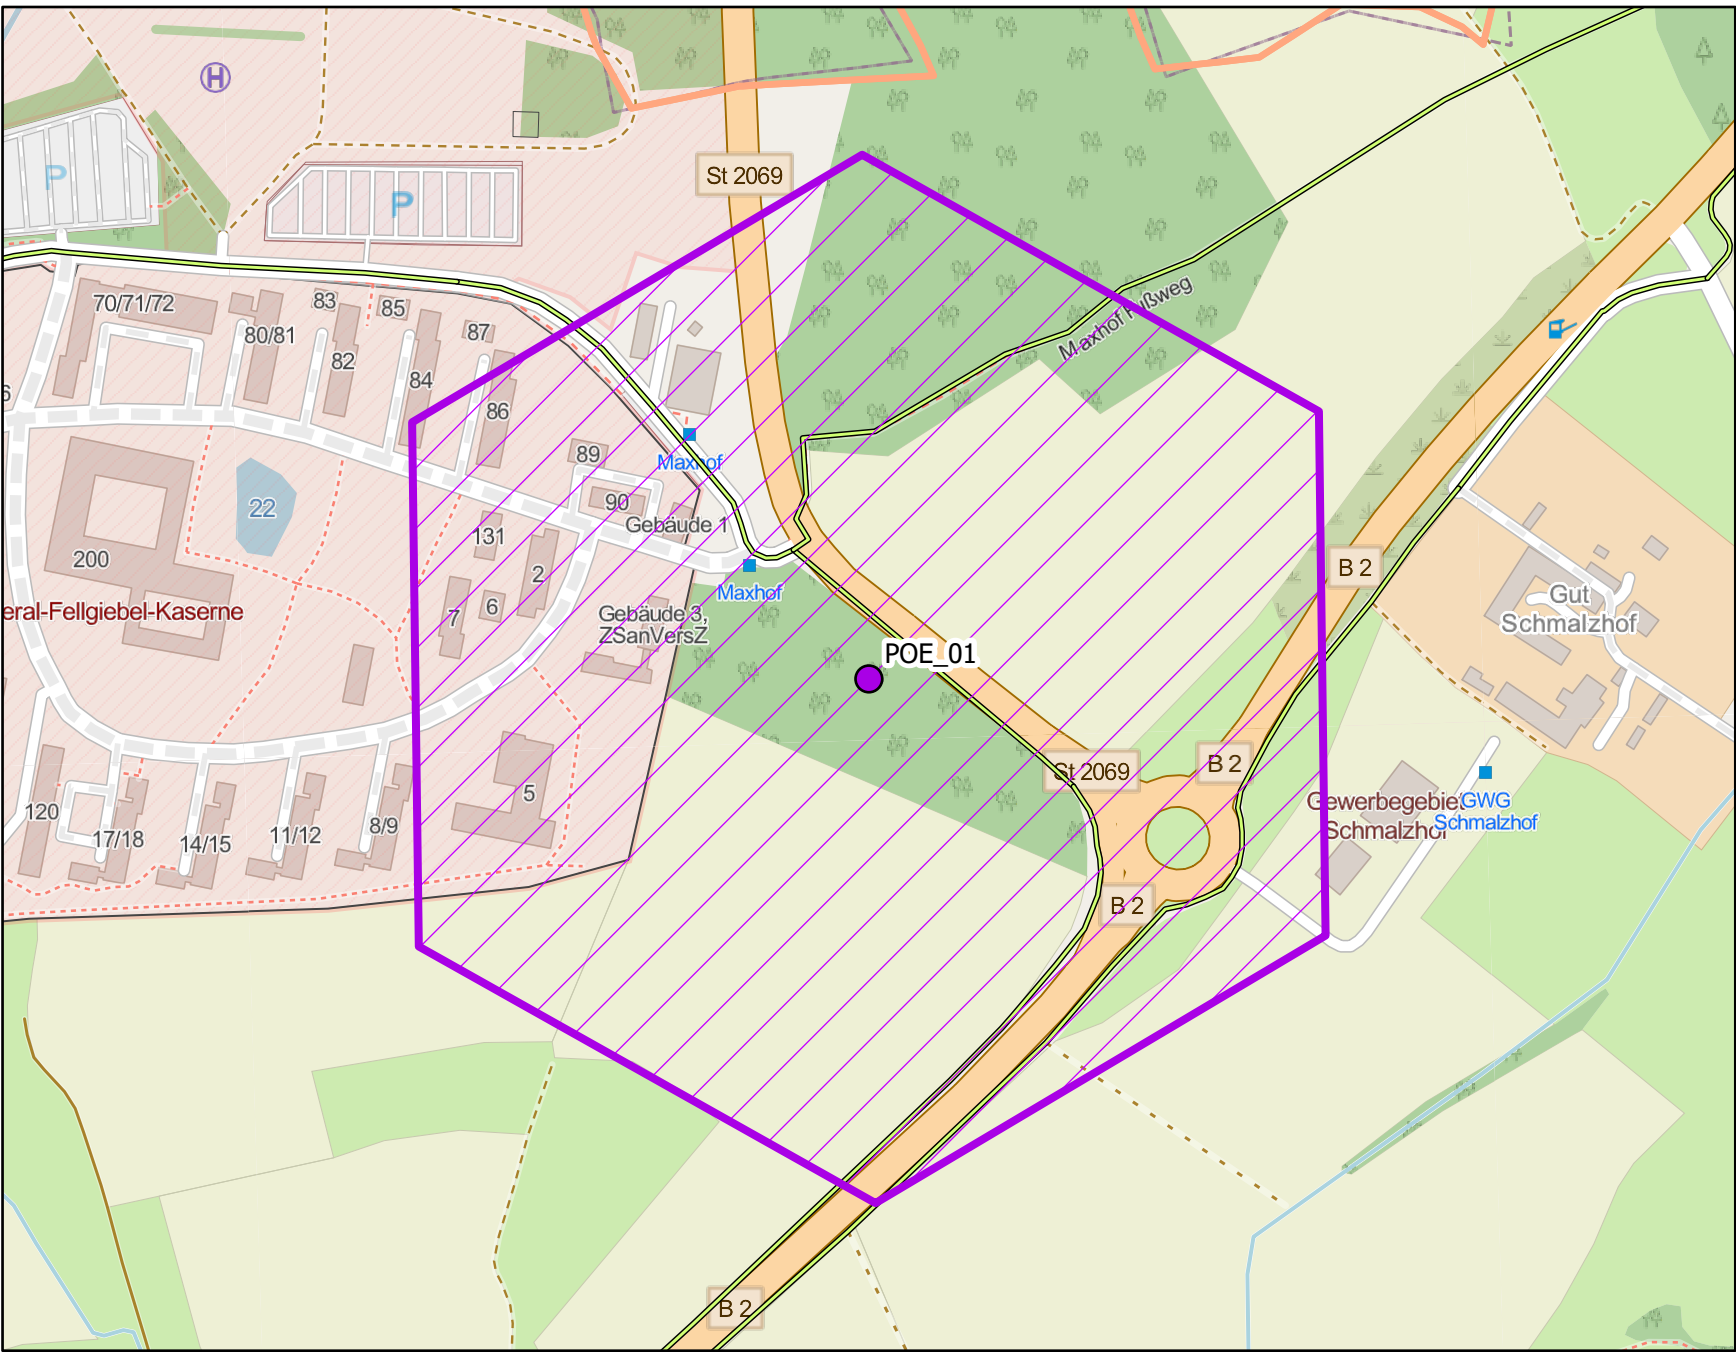 H
P
P
St 2069
70/71/72
80/81
83
85
82
87
84
86
Maxhof Fußweg
89
Maxhof
90
Gebäude 1
22
131
200
2
Maxhof
B 2
7
6
Gebäude 3,
ZSanVersZ
eral-Fellgiebel-Kaserne
Gut
Schmalzhof
POE_01
St 2069
B 2
5
120
17/18
14/15
11/12
8/9
Gewerbegebiet
Schmalzhof
GWG
Schmalzhof
B 2
B 2